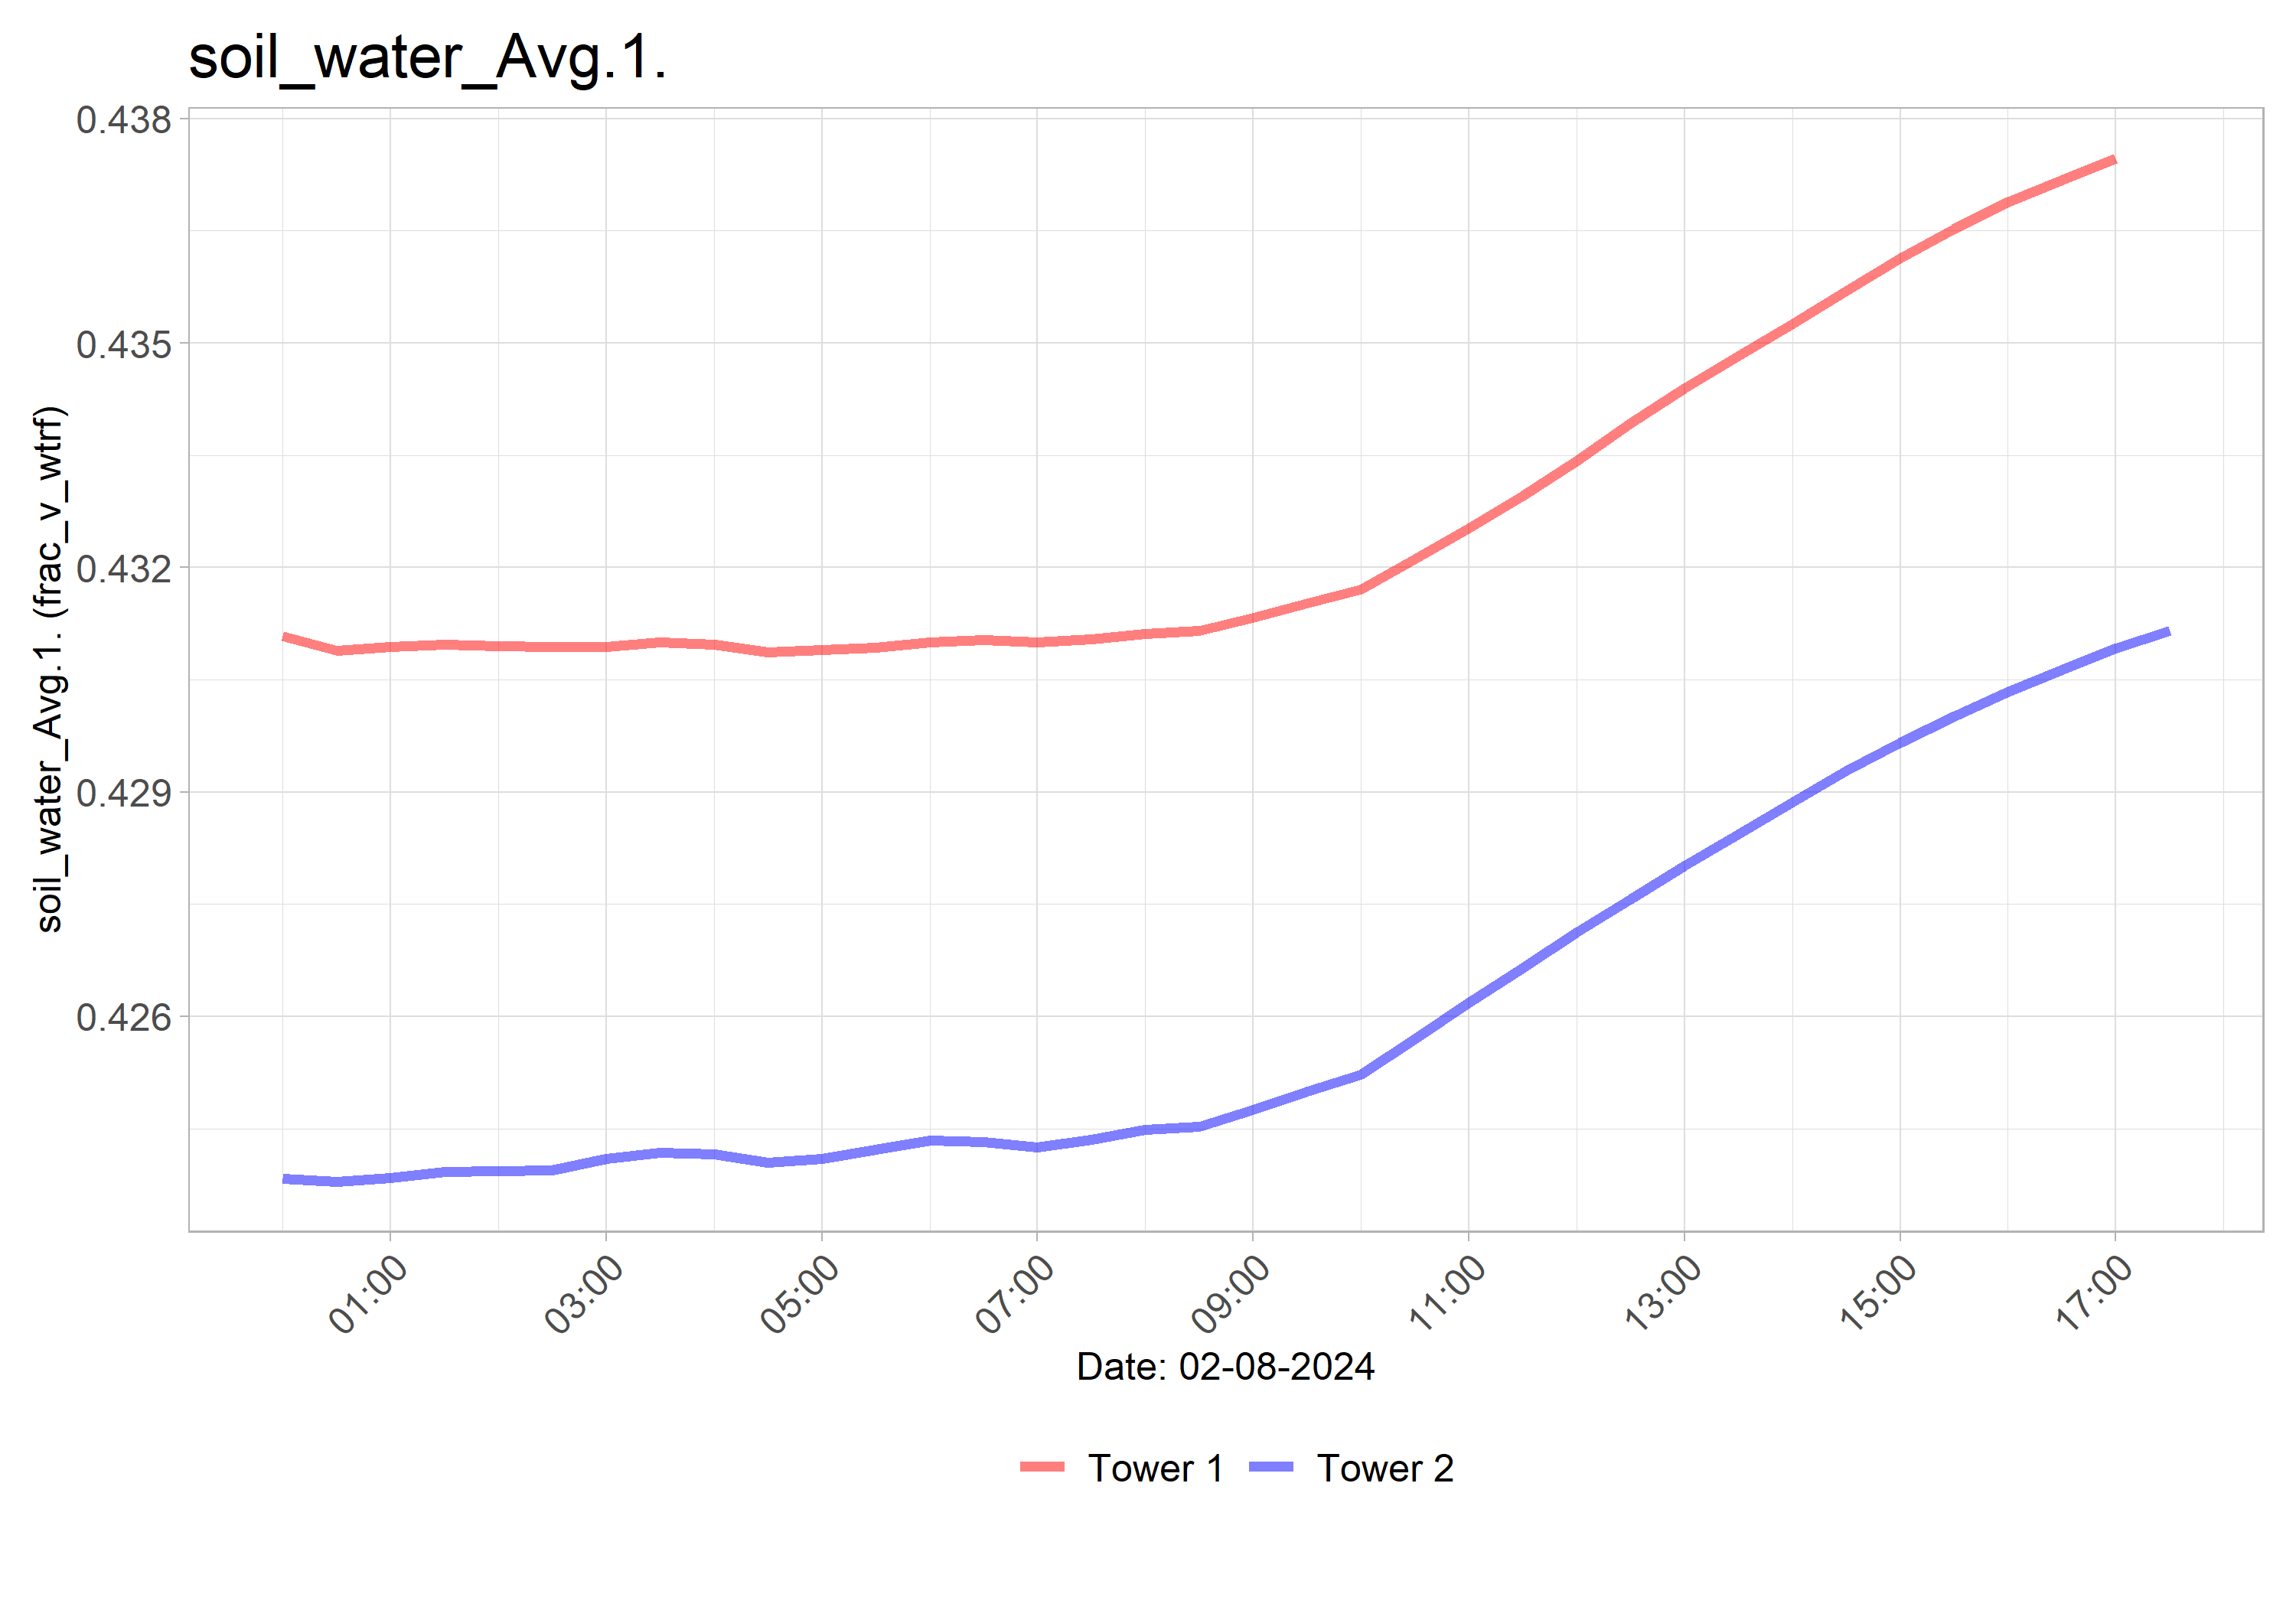 soil_water_Avg.1.
soil_water_Avg.1. (frac_v_wtrf)
0.438
0.435
0.432
0.429
0.426
01:00 03:00 05:00 07:00 09:00 11:00 13:00 15:00 17:00
Date: 02-08-2024
Tower 1 Tower 2